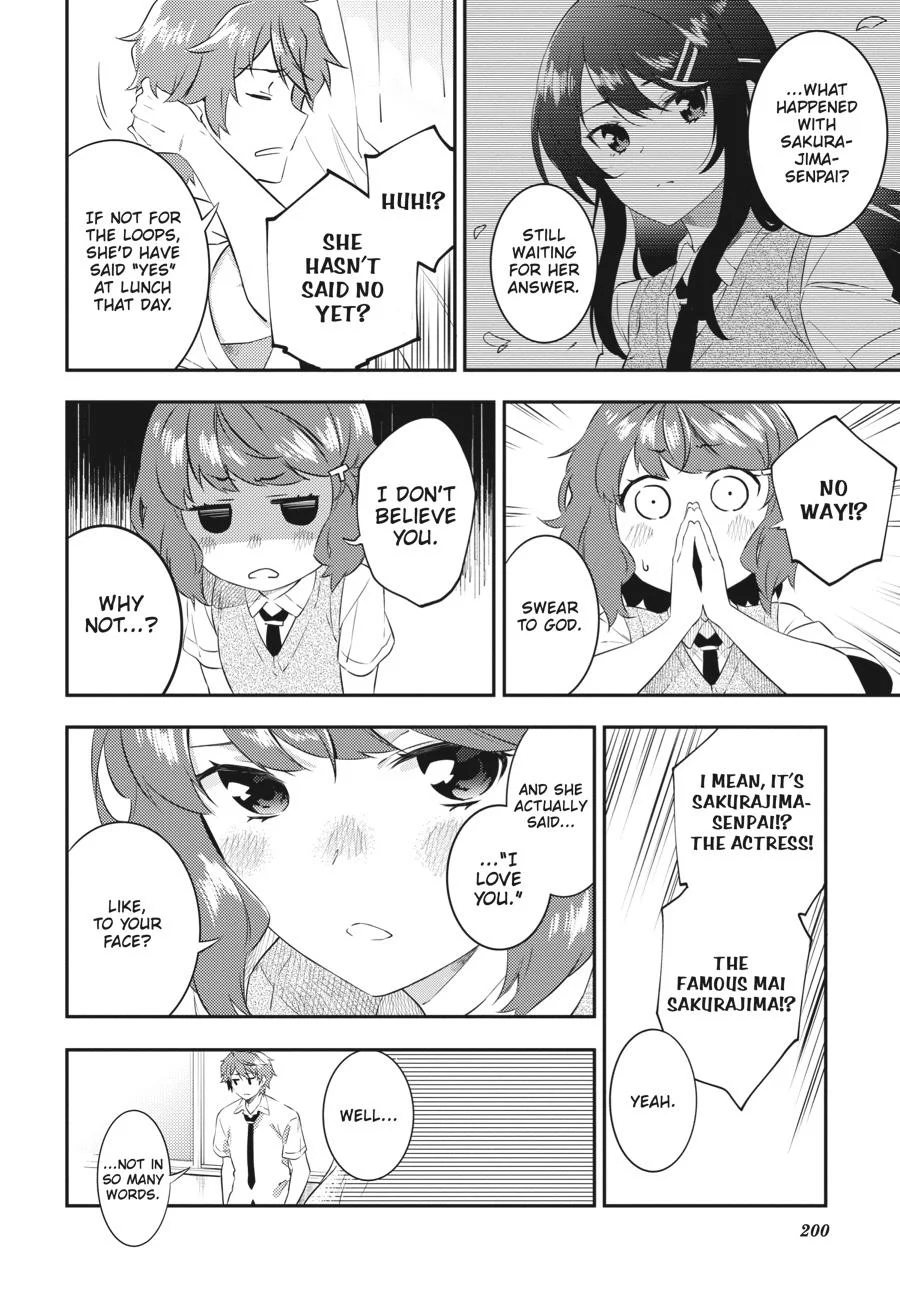 ...WHAT
HAPPENED
WITH
SAKURA-
JIMA-
SENPAI?
STILL
WAITING
FOR HER
ANSWER.
HUH!?
SHE
HASN'T
SAID NO
YET?
IF NOT FOR
THE LOOPS,
SHE'D HAVE
SAID "YES"
AT LUNCH
THAT DAY.
NO
WAY!?
SWEAR
TO GOD.
I DON'T
BELIEVE
YOU.
WHY
NOT...?
I MEAN, IT'S
SAKURAJIMA-
SENPAI!?
THE ACTRESS!
THE
FAMOUS MAI
SAKURAJIMA!?
YEAH.
AND SHE
ACTUALLY
SAID...
..."I
LOVE
YOU."
LIKE,
TO YOUR
FACE?
WELL...
...NOT IN
SO MANY
WORDS.
200